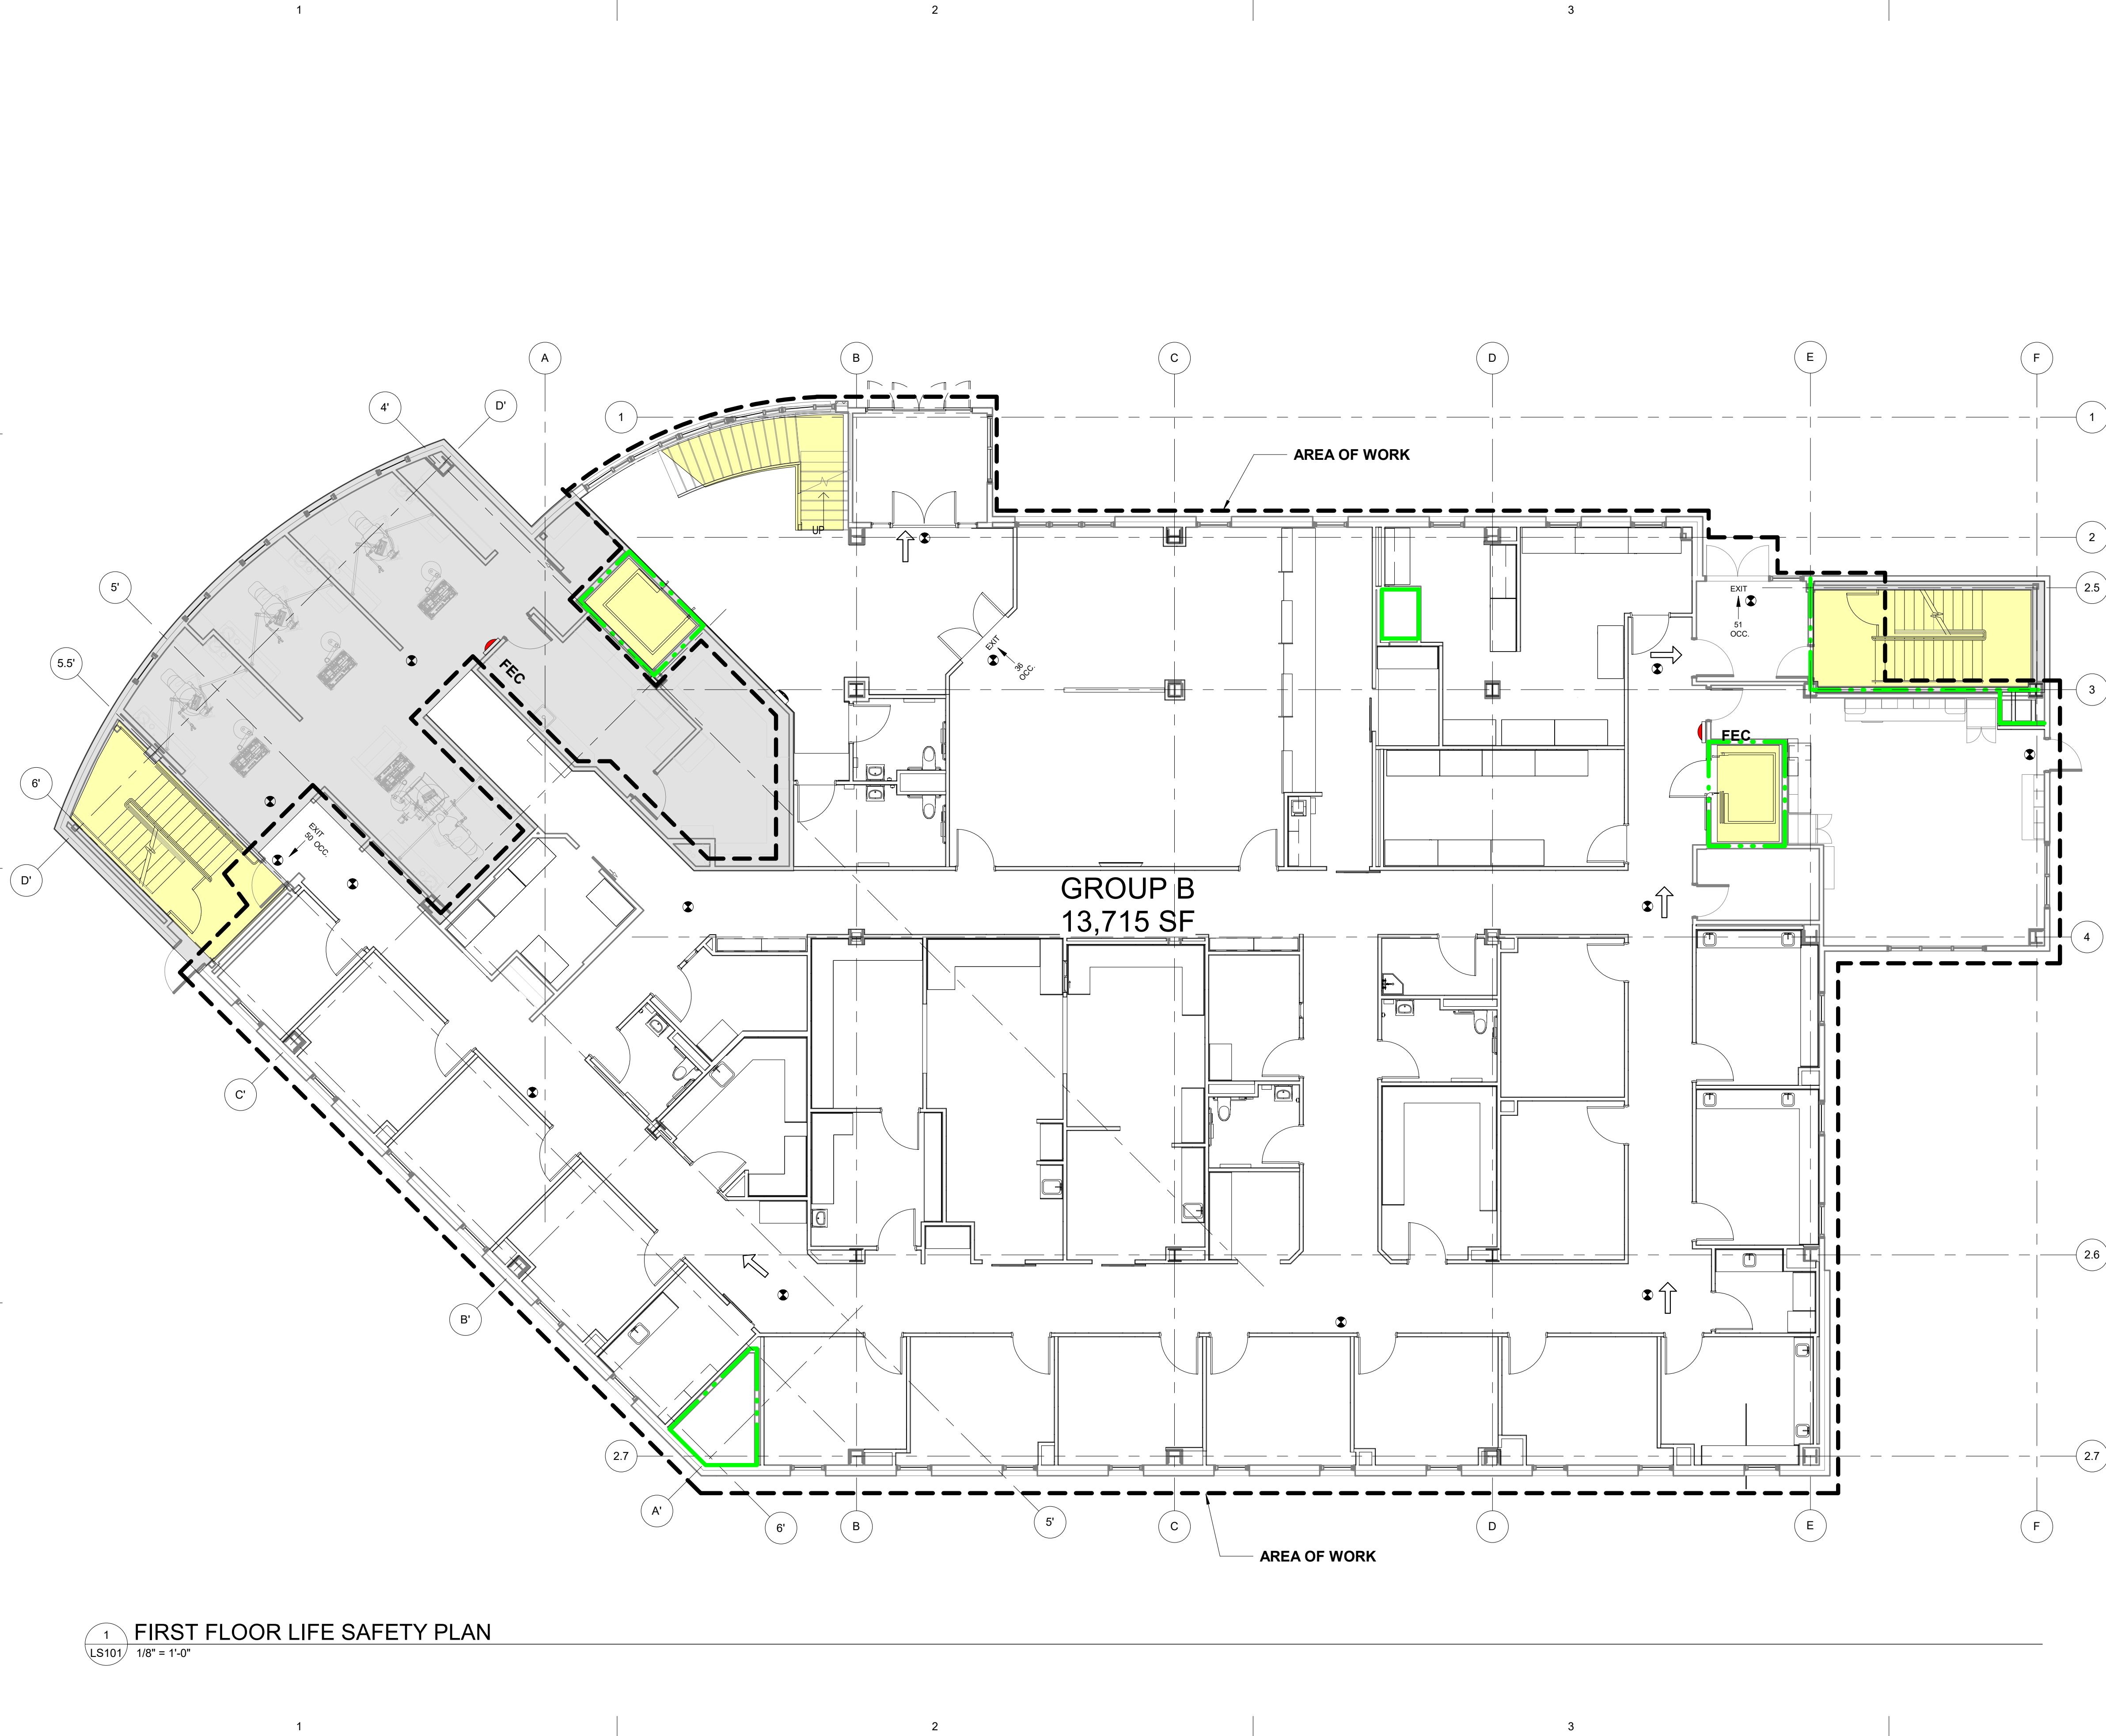 1
2
3
A
B
C
D
E
F
4'
D'
1
1
AREA OF WORK
UP
2
EXIT
51
OCC.
2.5
5'
EXIT
36
OCC.
5.5'
FEC
3
FEC
6'
EXIT
50 OCC.
D'
GROUP B
13,715 SF
4
C'
2.6
B'
2.7
2.7
A'
6'
B
5'
C
D
E
F
AREA OF WORK
1
FIRST FLOOR LIFE SAFETY PLAN
LS101
1/8" = 1'-0"
1
2
3